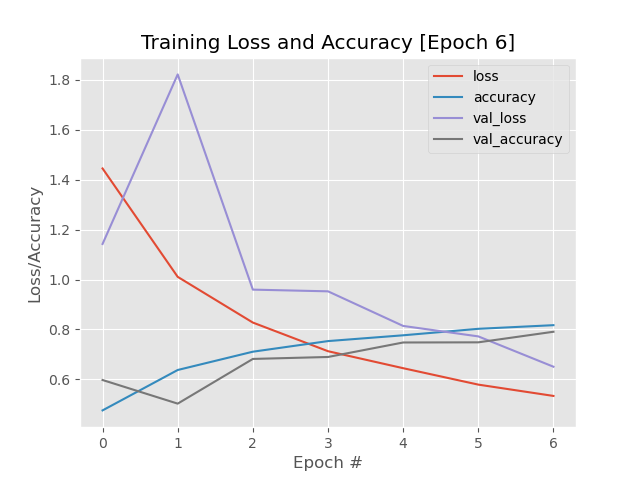 Training Loss and Accuracy [Epoch 6]
loss
accuracy
val_loss
val_accuracy
1.8
1.6
1.4
1.2
1.0
0.8
0.6
Loss/Accuracy
0 1 2 3 4 5 6
Epoch #